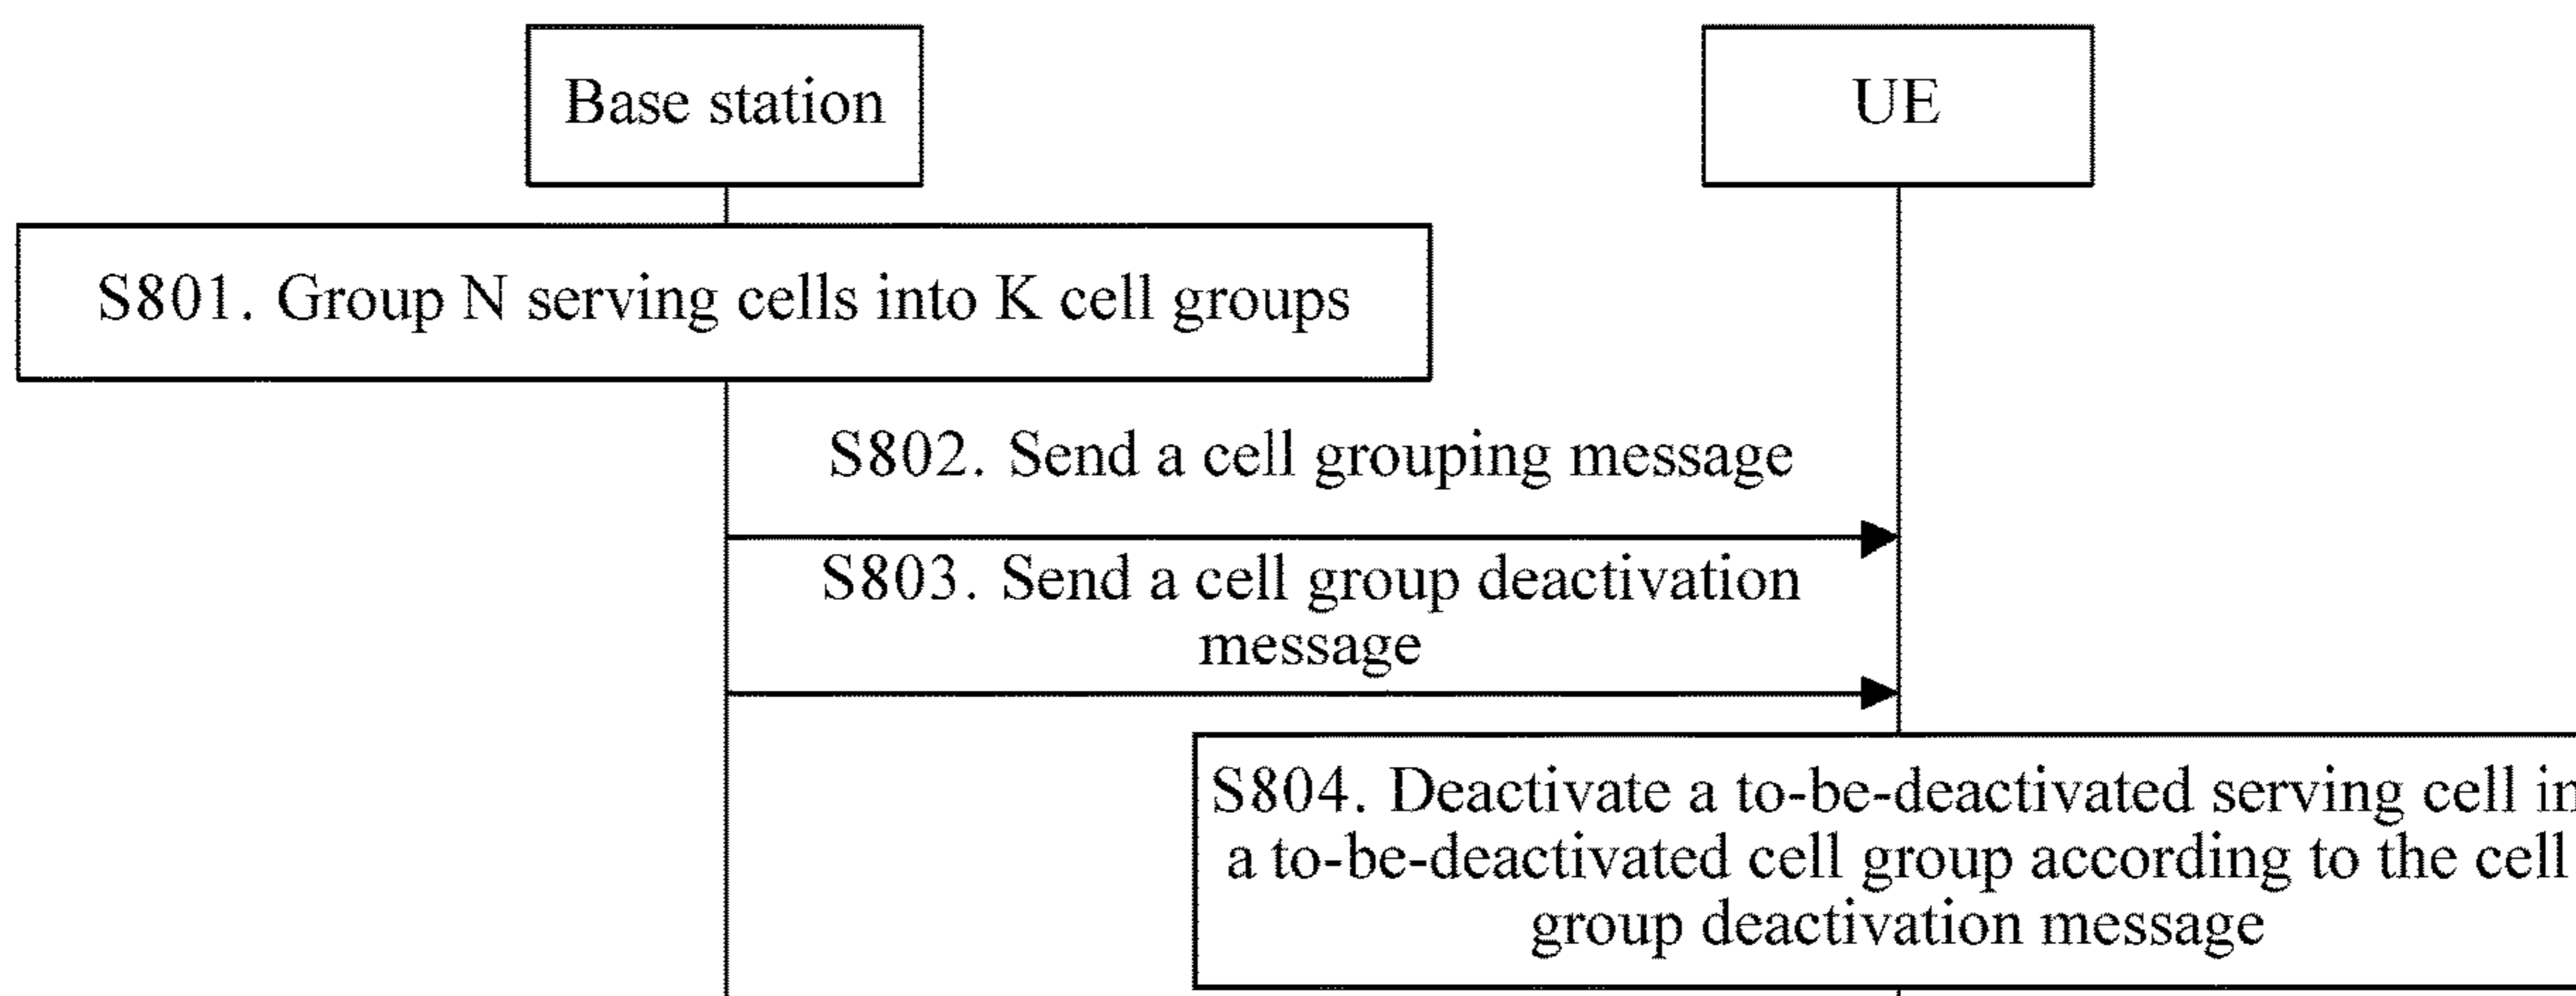 Base station
UE
S801. Group N serving cells into K cell groups
S802. Send a cell grouping message
S803. Send a cell group deactivation
message
S804. Deactivate a to-be-deactivated serving cell in
a to-be-deactivated cell group according to the cell
group deactivation message